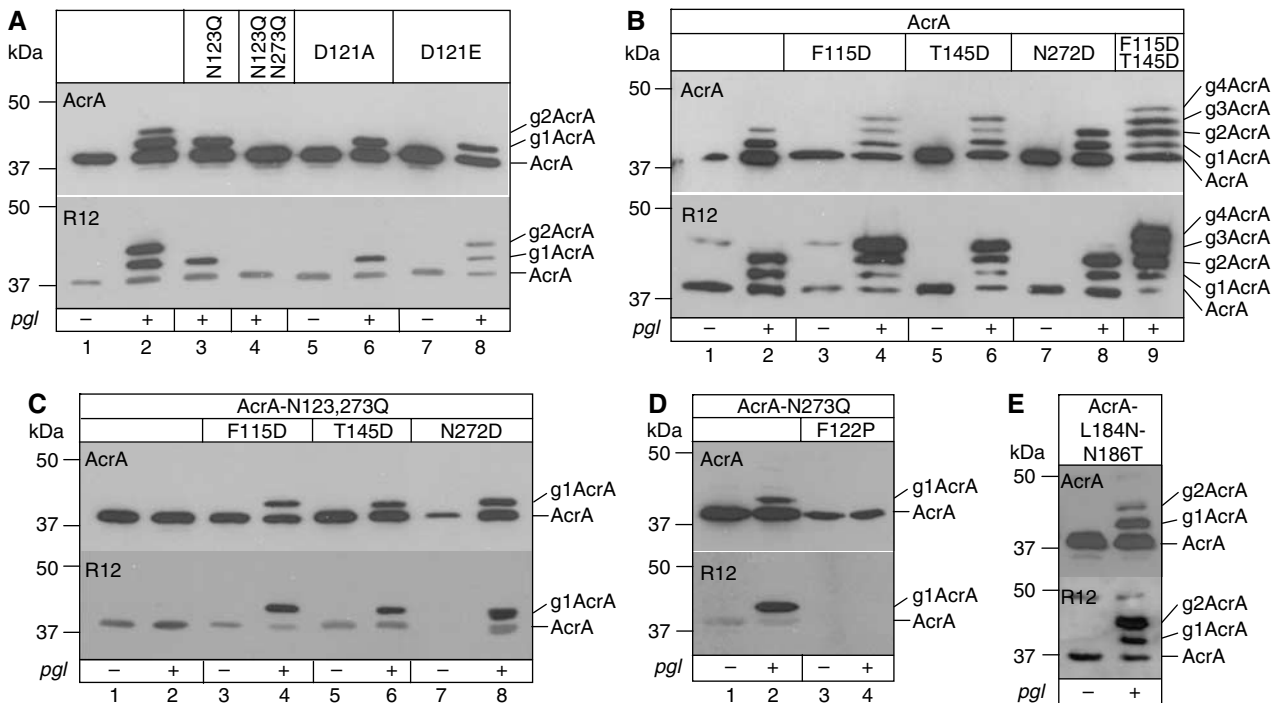 A
kDa
N123Q
N123Q
N273Q
D121A
D121E
50
AcrA
g2AcrA
g1AcrA
AcrA
37
50
R12
g2AcrA
g1AcrA
AcrA
37
pgl – + + + – + – +
1 2 3 4 5 6 7 8
B
AcrA
kDa
F115D T145D N272D F115D
T145D
50
AcrA
g4AcrA
g3AcrA
g2AcrA
g1AcrA
AcrA
37
50
R12
g4AcrA
g3AcrA
g2AcrA
g1AcrA
AcrA
37
pgl – + – + – + – + +
1 2 3 4 5 6 7 8 9
C
AcrA-N123,273Q
kDa
F115D T145D N272D
50
AcrA
g1AcrA
AcrA
37
50
R12
g1AcrA
AcrA
37
pgl – + – + – + – +
1 2 3 4 5 6 7 8
D
AcrA-N273Q
kDa
F122P
50
AcrA
g1AcrA
AcrA
37
50
R12
g1AcrA
AcrA
37
pgl – + – +
1 2 3 4
E
AcrA-
L184N-
N186T
kDa
50
AcrA
g2AcrA
g1AcrA
AcrA
37
50
R12
g2AcrA
g1AcrA
AcrA
37
pgl – +